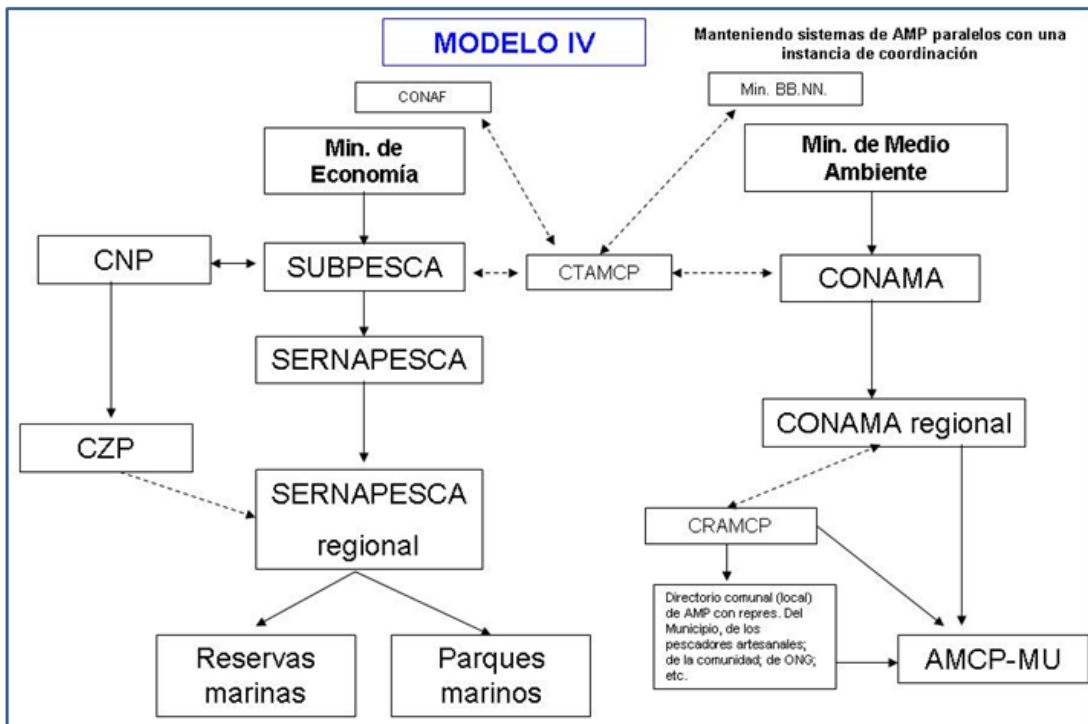 MODELO IV
Manteniendo sistemas de AMP paralelos con una
instancia de coordinación
CONAF
Min. BB.NN.
Min. de
Economía
Min. de Medio
Ambiente
CNP
SUBPESCA
CTAMCP
CONAMA
SERNAPESCA
CONAMA regional
CZP
SERNAPESCA
regional
CRAMCP
Directorio comunal (local)
de AMP con repres. Del
Municipio, de los
pescadores artesanales;
de la comunidad; de ONG;
etc.
Reservas
marinas
Parques
marinos
AMCP-MU